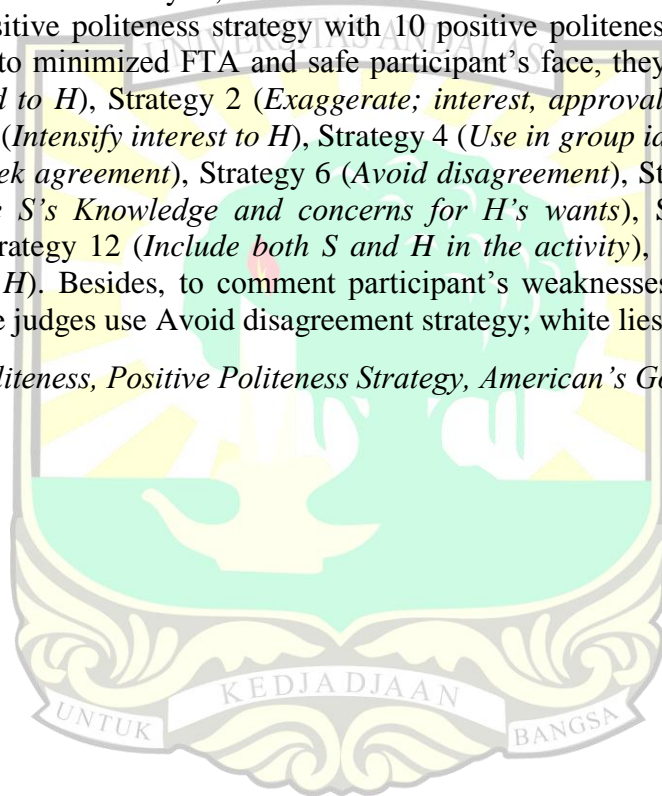 sitive politeness strategy with 10 positive politenes
UNIVERSITAS ANDALAS
to minimized FTA and safe participant's face, they
d to H), Strategy 2 (Exaggerate; interest, approval
(Intensify interest to H), Strategy 4 (Use in group id
ek agreement), Strategy 6 (Avoid disagreement), St
S's Knowledge and concerns for H's wants), S
rategy 12 (Include both S and H in the activity),
H). Besides, to comment participant's weaknesses
e judges use Avoid disagreement strategy; white lies
liteness, Positive Politeness Strategy, American's Go
KEDJADJAAN
UNTUK
BANGSA